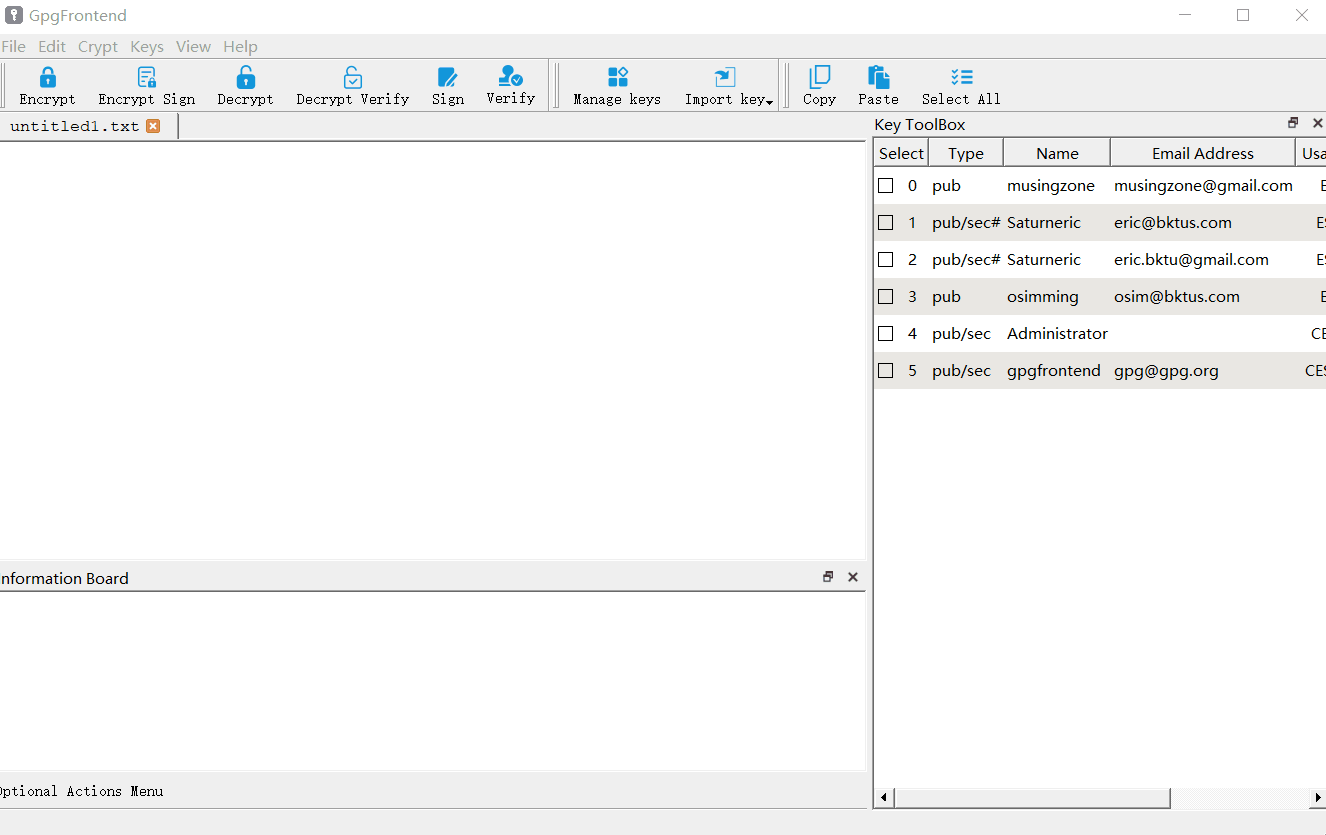 GpgFrontend
File Edit Crypt Keys View Help
Encrypt Encrypt Sign Decrypt Decrypt Verify Sign Verify Manage keys Import key Copy Paste Select All
untitled1.txt
Key ToolBox
Select Type Name Email Address Usa
0 pub musingzone musingzone@gmail.com E
1 pub/sec# Saturneric eric@bktus.com ES
2 pub/sec# Saturneric eric.bktu@gmail.com ES
3 pub osimming osim@bktus.com E
4 pub/sec Administrator CE
5 pub/sec gpgfrontend gpg@gpg.org CES
nformation Board
Optional Actions Menu